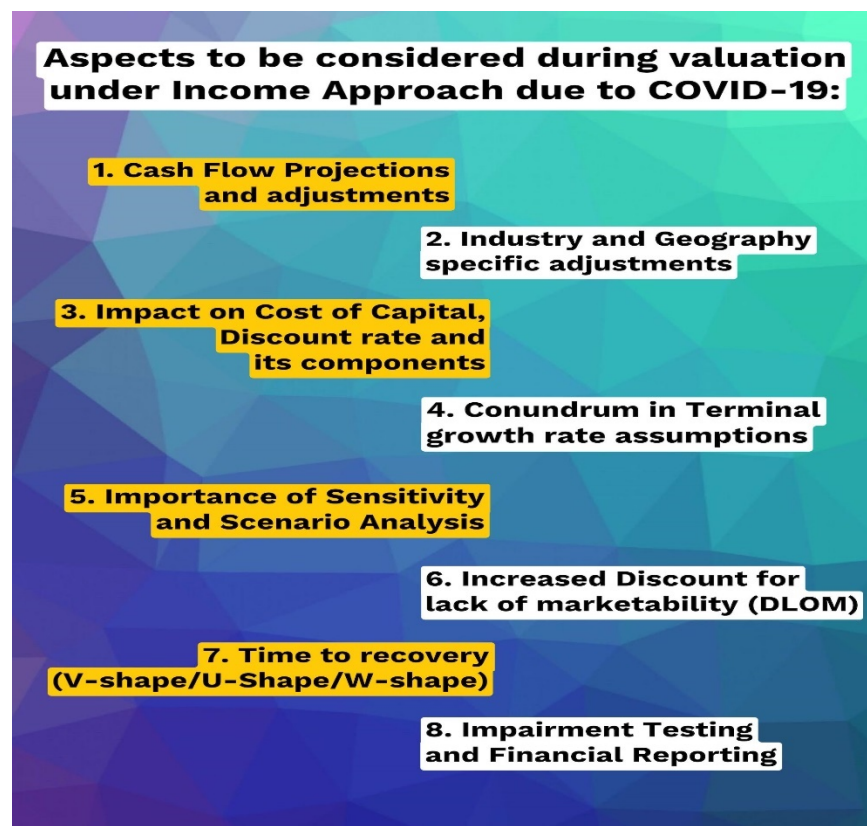 Aspects to be considered during valuation
under Income Approach due to COVID-19:
1. Cash Flow Projections
and adjustments
2. Industry and Geography
specific adjustments
3. Impact on Cost of Capital,
Discount rate and
its components
4. Conundrum in Terminal
growth rate assumptions
5. Importance of Sensitivity
and Scenario Analysis
6. Increased Discount for
lack of marketability (DLOM)
7. Time to recovery
(V-shape/U-Shape/W-shape)
8. Impairment Testing
and Financial Reporting